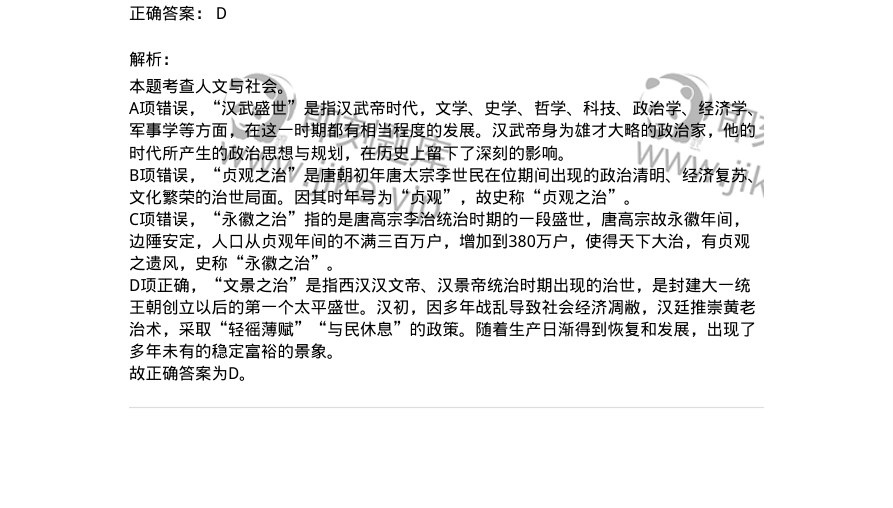 正确答案： D
解析：
本题考查人文与社会。
A项错误，“汉武盛世”是指汉武帝时代，文学、史学、哲学、科技、政治学、经济学、
军事学等方面，在这一时期都有相当程度的发展。汉武帝身为雄才大略的政治家，他的
时代所产生的政治思想与规划，在历史上留下了深刻的影响。
B项错误，“贞观之治”是唐朝初年唐太宗李世民在位期间出现的政治清明、经济复苏、
文化繁荣的治世局面。因其时年号为“贞观”，故史称“贞观之治”。
C项错误，“永徽之治”指的是唐高宗李治统治时期的一段盛世，唐高宗故永徽年间，
边陲安定，人口从贞观年间的不满三百万户，增加到380万户，使得天下大治，有贞观
之遗风，史称“永徽之治”。
D项正确，“文景之治”是指西汉汉文帝、汉景帝统治时期出现的治世，是封建大一统
王朝创立以后的第一个太平盛世。汉初，因多年战乱导致社会经济凋敝，汉廷推崇黄老
治术，采取“轻徭薄赋”“与民休息”的政策。随着生产日渐得到恢复和发展，出现了
多年未有的稳定富裕的景象。
故正确答案为D。
即刻题库
www.jike.vip
即刻
www.jik